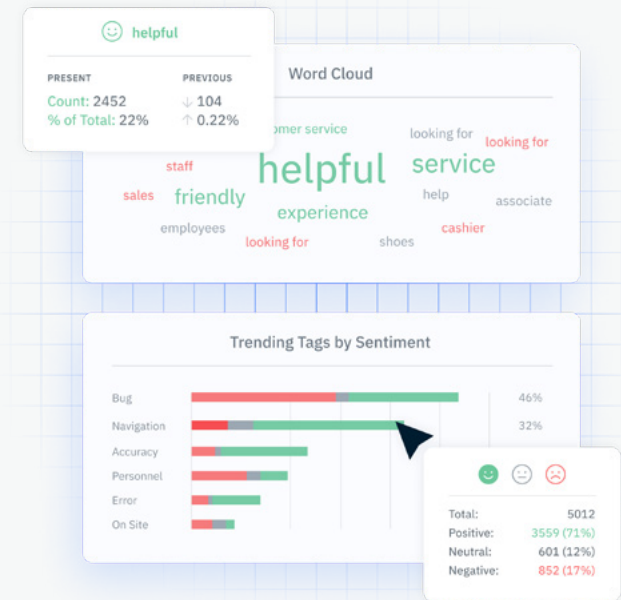 helpful
PRESENT PREVIOUS
Count: 2452 ↓ 104
% of Total: 22% ↑ 0.22%
Word Cloud
service looking for looking for
helpful service
staff
sales friendly help associate
experience
employees cashier
looking for shoes
Trending Tags by Sentiment
Bug 46%
Navigation 32%
Accuracy
Personnel
Error
On Site
Total: 5012
Positive: 3559 (71%)
Neutral: 601 (12%)
Negative: 852 (17%)